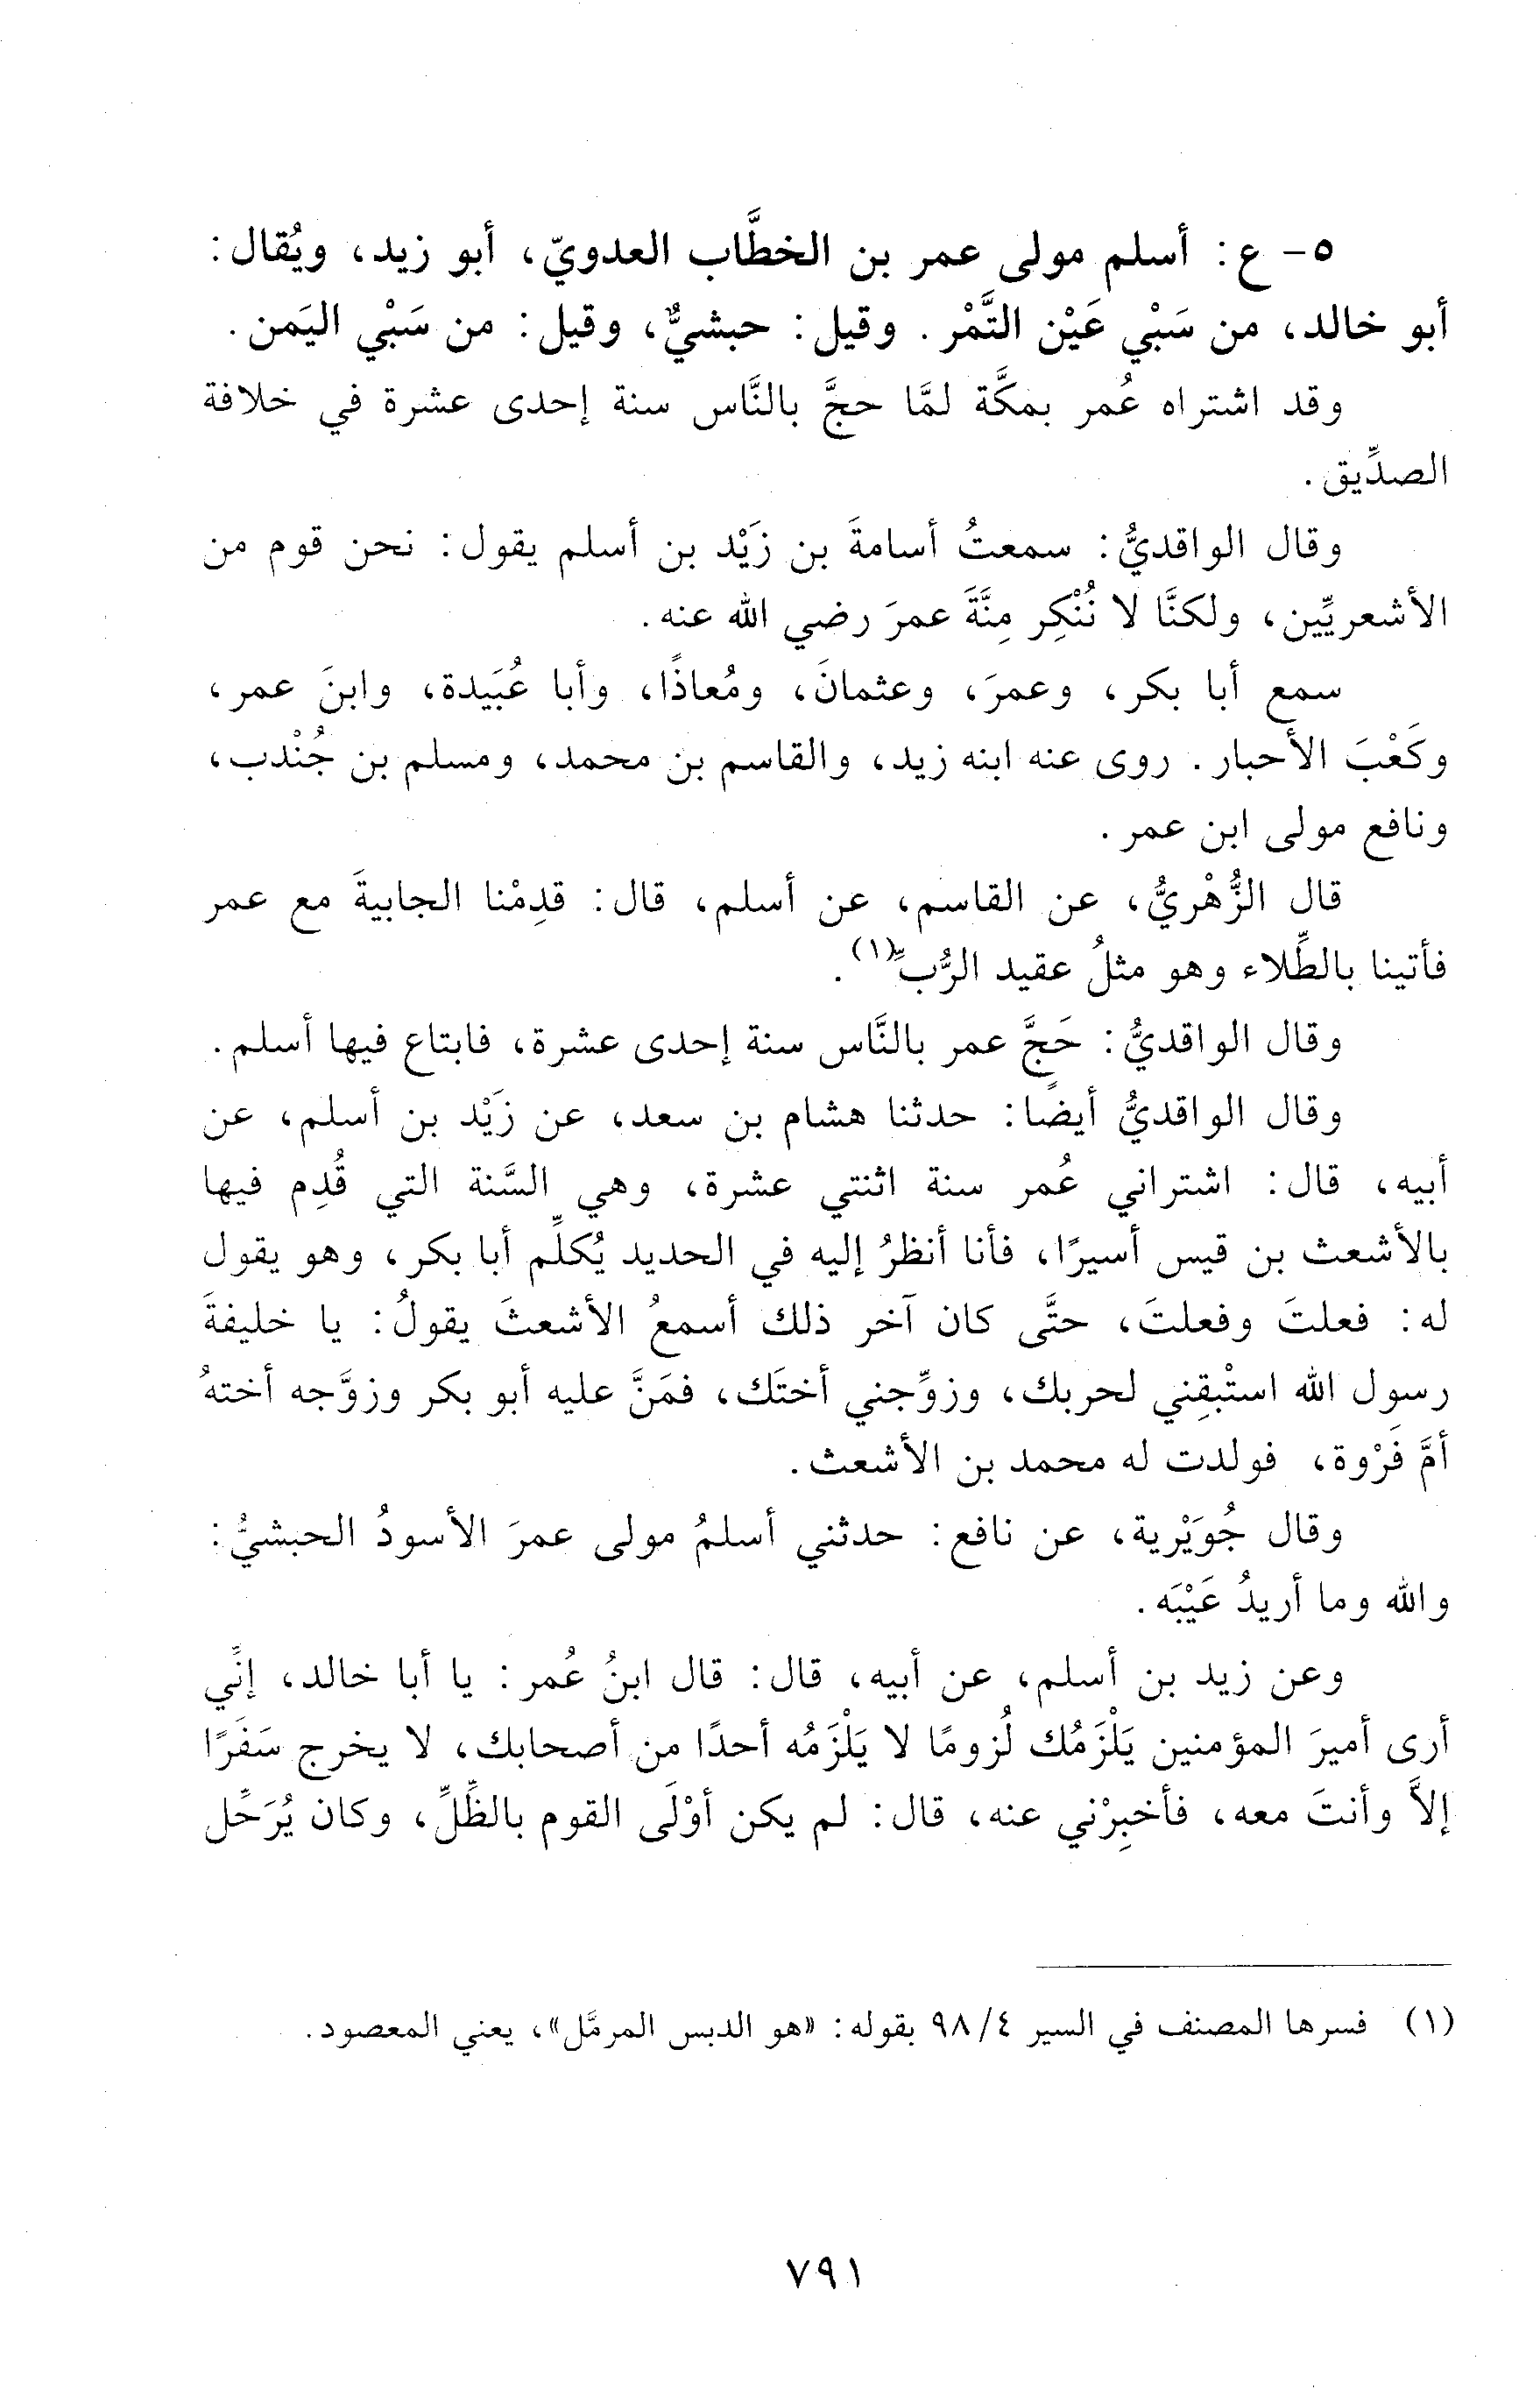 ٥- ع: أسلم مولى عمر بن الخطَّاب العدويّ، أبو زيد، ويُقال:
أبو خالد، من سَبْي عَيْن التَّمْر. وقيل: حبشيٌّ، وقيل: من سَبْي اليَمن.
وقد اشتراه عُمر بمكَّة لمَّا حجَّ بالنَّاس سنة إحدى عشرة في خلافة
الصدِّيق.
وقال الواقديُّ: سمعتُ أسامةَ بن زَيْد بن أسلم يقول: نحن قوم من
الأشعريِّين، ولكنَّا لا نُنْكِر مِنَّةَ عمرَ رضي الله عنه.
سمع أبا بكر، وعمرَ، وعثمانَ، ومُعاذًا، وأبا عُبَيدة، وابنَ عمر،
وكَعْبَ الأحبار. روى عنه ابنه زيد، والقاسم بن محمد، ومسلم بن جُنْدب،
ونافع مولى ابن عمر.
قال الزُّهْريُّ، عن القاسم، عن أسلم، قال: قدِمْنا الجابيةَ مع عمر
فأتينا بالطِّلاء وهو مثلُ عقيد الرُّبِّ(١).
وقال الواقديُّ: حَجَّ عمر بالنَّاس سنة إحدى عشرة، فابتاع فيها أسلم.
وقال الواقديُّ أيضًا: حدثنا هشام بن سعد، عن زَيْد بن أسلم، عن
أبيه، قال: اشتراني عُمر سنة اثنتي عشرة، وهي السَّنة التي قُدِم فيها
بالأشعث بن قيس أسيرًا، فأنا أنظرُ إليه في الحديد يُكلِّم أبا بكر، وهو يقول
له: فعلتَ وفعلتَ، حتَّى كان آخر ذلك أسمعُ الأشعثَ يقولُ: يا خليفةَ
رسول الله استْبقِني لحربك، وزوِّجني أختَك، فمَنَّ عليه أبو بكر وزوَّجه أختهُ
أمَّ فَرْوة، فولدت له محمد بن الأشعث.
وقال جُوَيْرية، عن نافع: حدثني أسلمُ مولى عمرَ الأسودُ الحبشيُّ:
والله وما أريدُ عَيْبَه.
وعن زيد بن أسلم، عن أبيه، قال: قال ابنُ عُمر: يا أبا خالد، إنِّي
أرى أميرَ المؤمنين يَلْزَمُك لُزومًا لا يَلْزَمُه أحدًا من أصحابك، لا يخرج سَفَرًا
إلاَّ وأنتَ معه، فأخبِرْني عنه، قال: لم يكن أوْلَى القوم بالظِّلِّ، وكان يُرَحِّل
(١) فسرها المصنف في السير ٤/ ٩٨ بقوله: «هو الدبس المرمَّل»، يعني المعصود.
٧٩١